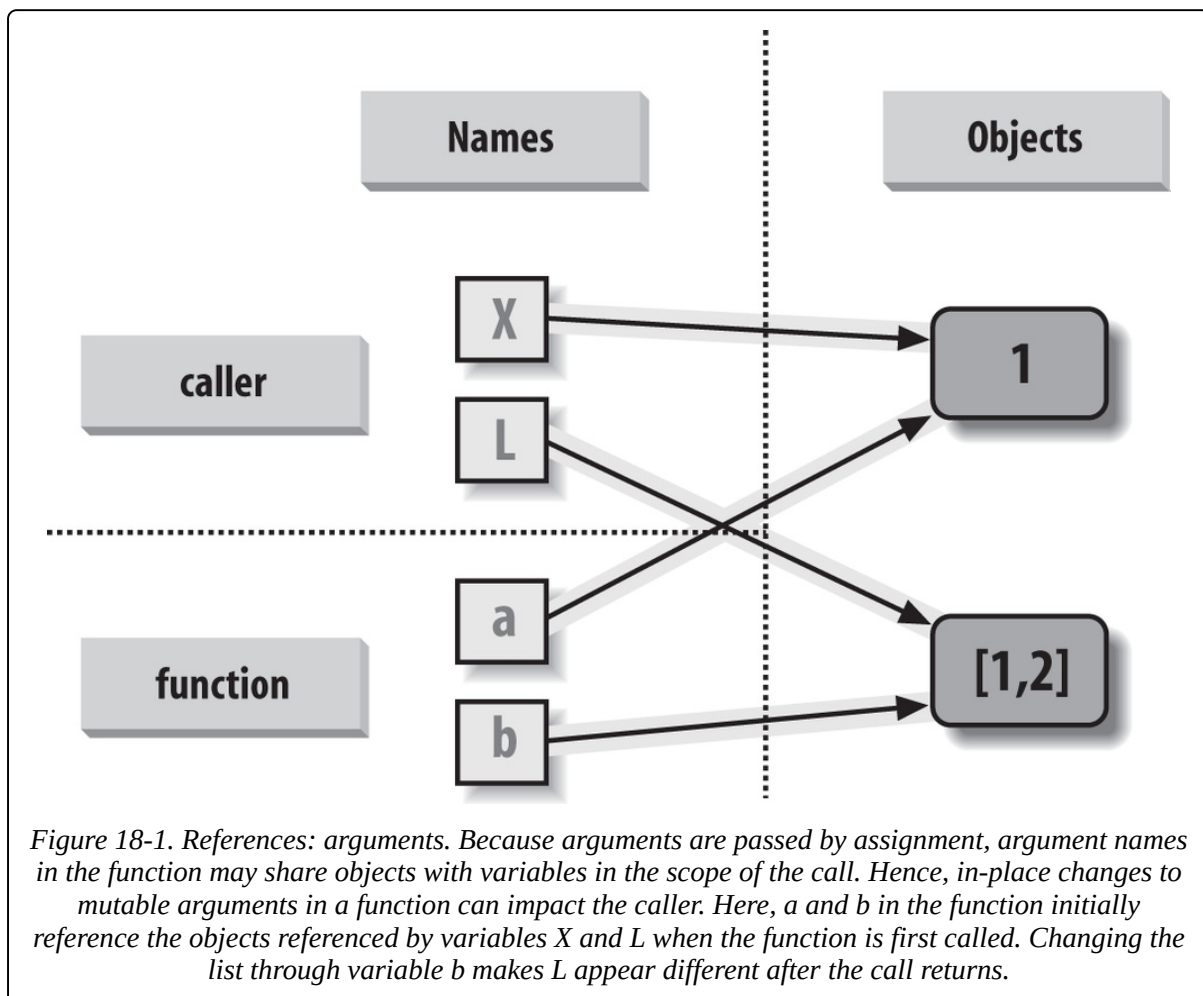 Names
Objects
X
1
caller
L
a
function
[1,2]
b
Figure 18-1. References: arguments. Because arguments are passed by assignment, argument names
in the function may share objects with variables in the scope of the call. Hence, in-place changes to
mutable arguments in a function can impact the caller. Here, a and b in the function initially
reference the objects referenced by variables X and L when the function is first called. Changing the
list through variable b makes L appear different after the call returns.